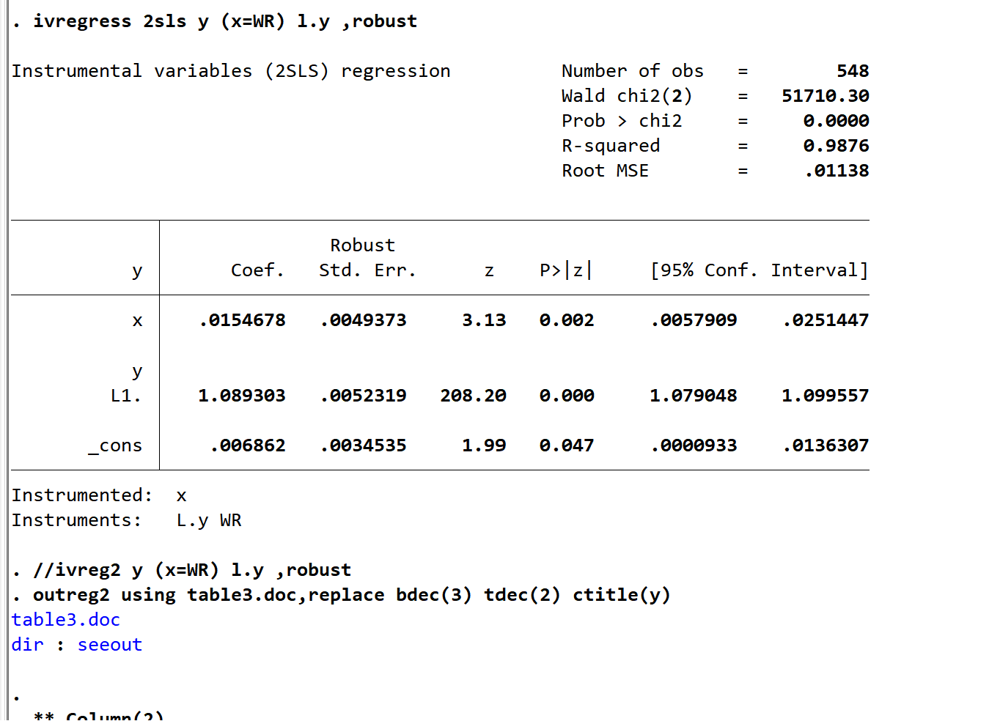 . ivregress 2sls y (x=WR) l.y ,robust
Instrumental variables (2SLS) regression Number of obs = 548
Wald chi2(2) = 51710.30
Prob > chi2 = 0.0000
R-squared = 0.9876
Root MSE = .01138
Robust
y Coef. Std. Err. z P>|z| [95% Conf. Interval]
x .0154678 .0049373 3.13 0.002 .0057909 .0251447
y
L1. 1.089303 .0052319 208.20 0.000 1.079048 1.099557
_cons .006862 .0034535 1.99 0.047 .0000933 .0136307
Instrumented: x
Instruments: L.y WR
. //ivreg2 y (x=WR) l.y ,robust
. outreg2 using table3.doc,replace bdec(3) tdec(2) ctitle(y)
table3.doc
dir : seeout
.
** Column(2)